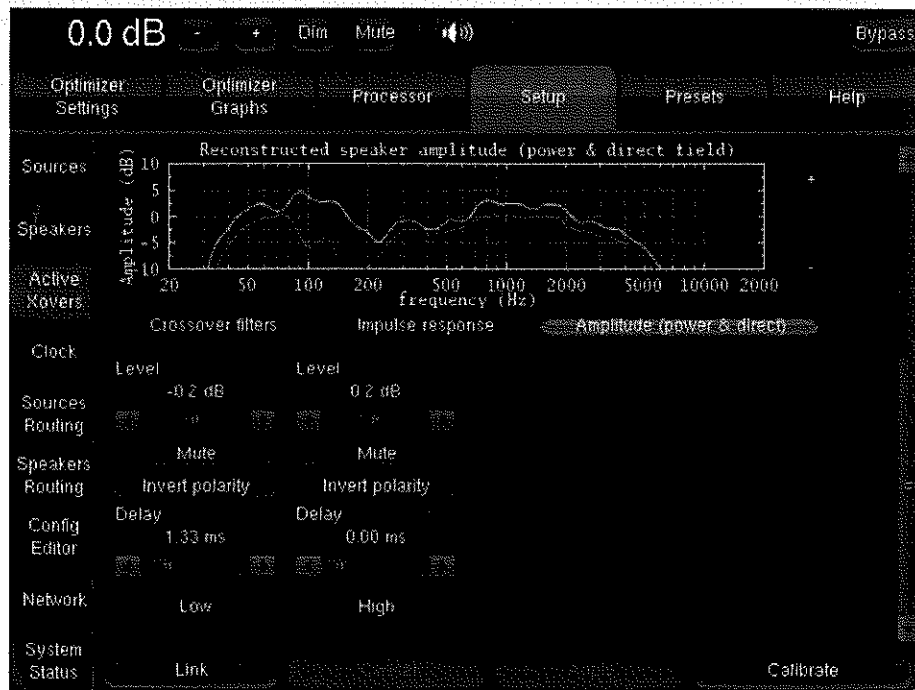 0.0 dB - + Dim Mute Bypass
Optimizer Settings Optimizer Graphs Processor Setup Presets Help
Sources
Speakers
Active Xovers
Clock
Sources Routing
Speakers Routing
Config Editor
Network
System Status
Reconstructed speaker amplitude (power & direct field)
Amplitude (dB)
10
5
0
-5
-10
20 50 100 200 500 1000 2000 5000 10000 2000
frequency (Hz)
+
-
Crossover filters Impulse response Amplitude (power & direct)
Level Level
-0.2 dB 0.2 dB
Mute Mute
Invert polarity Invert polarity
Delay Delay
1.33 ms 0.00 ms
Low High
Link Calibrate